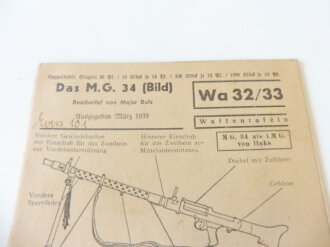 Das M.G. 34 (Bild)
Wa 32/33
Bearbeitet von Major Butz
Ausgegeben März 1939
Waffentafeln
M.G. 34 als l.M.G.
von links
Vordere Gewindebuchse
mit Einschub für das Zweibein
zur Vorderunterstützung
Hinterer Einschub
für das Zweibein zur
Mittelunterstützung
Deckel mit Zuführer
Gehäuse
Vordere
Sperrfeder